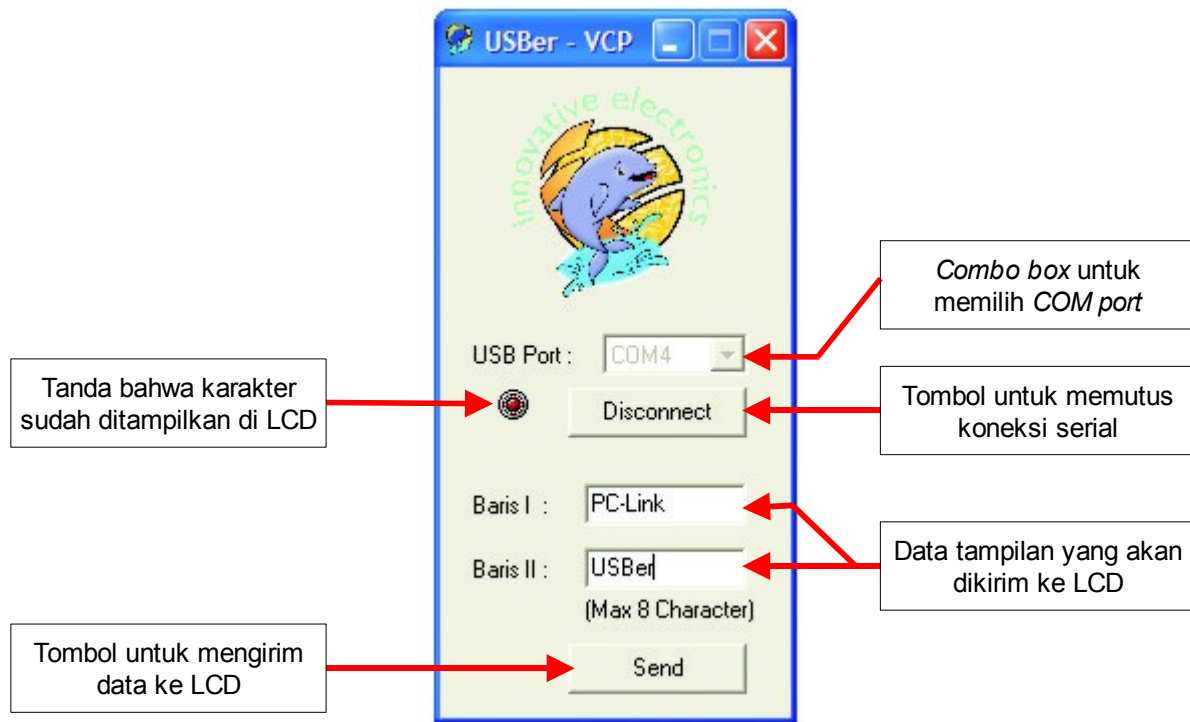 USBer - VCP
innovative electronics
Combo box untuk
memilih COM port
USB Port :
COM4
Tanda bahwa karakter
sudah ditampilkan di LCD
Disconnect
Tombol untuk memutus
koneksi serial
Baris I :
PC-Link
Baris II :
USBer
Data tampilan yang akan
dikirim ke LCD
(Max 8 Character)
Tombol untuk mengirim
data ke LCD
Send